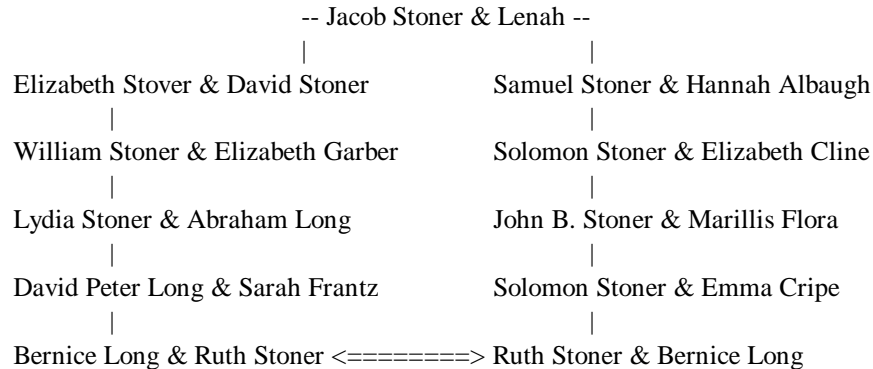 -- Jacob Stoner & Lenah --
Elizabeth Stover & David Stoner Samuel Stoner & Hannah Albaugh
William Stoner & Elizabeth Garber Solomon Stoner & Elizabeth Cline
Lydia Stoner & Abraham Long John B. Stoner & Marillis Flora
David Peter Long & Sarah Frantz Solomon Stoner & Emma Cripe
Bernice Long & Ruth Stoner <========> Ruth Stoner & Bernice Long